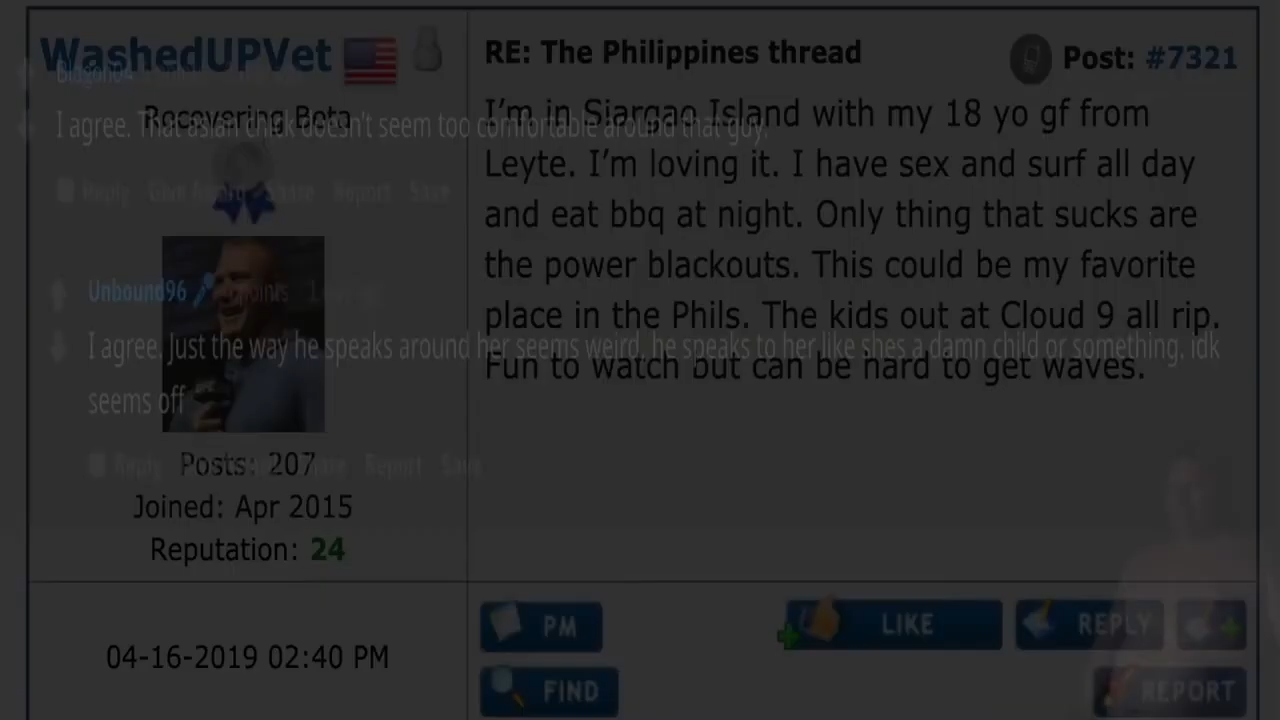 WashedUPVet
Recovering Beta
Posts: 207
Joined: Apr 2015
Reputation: 24
04-16-2019 02:40 PM
RE: The Philippines thread
Post: #7321
I'm in Siargao Island with my 18 yo gf from
Leyte. I'm loving it. I have sex and surf all day
and eat bbq at night. Only thing that sucks are
the power blackouts. This could be my favorite
place in the Phils. The kids out at Cloud 9 all rip.
Fun to watch but can be hard to get waves.
PM
LIKE
REPLY
FIND
REPORT
I agree. That asian chick doesn't seem too comfortable around that guy.
Reply Give Award Share Report Save
Unbound96 points
I agree. Just the way he speaks around her seems weird, he speaks to her like shes a damn child or something. idk
seems off
Reply Share Report Save